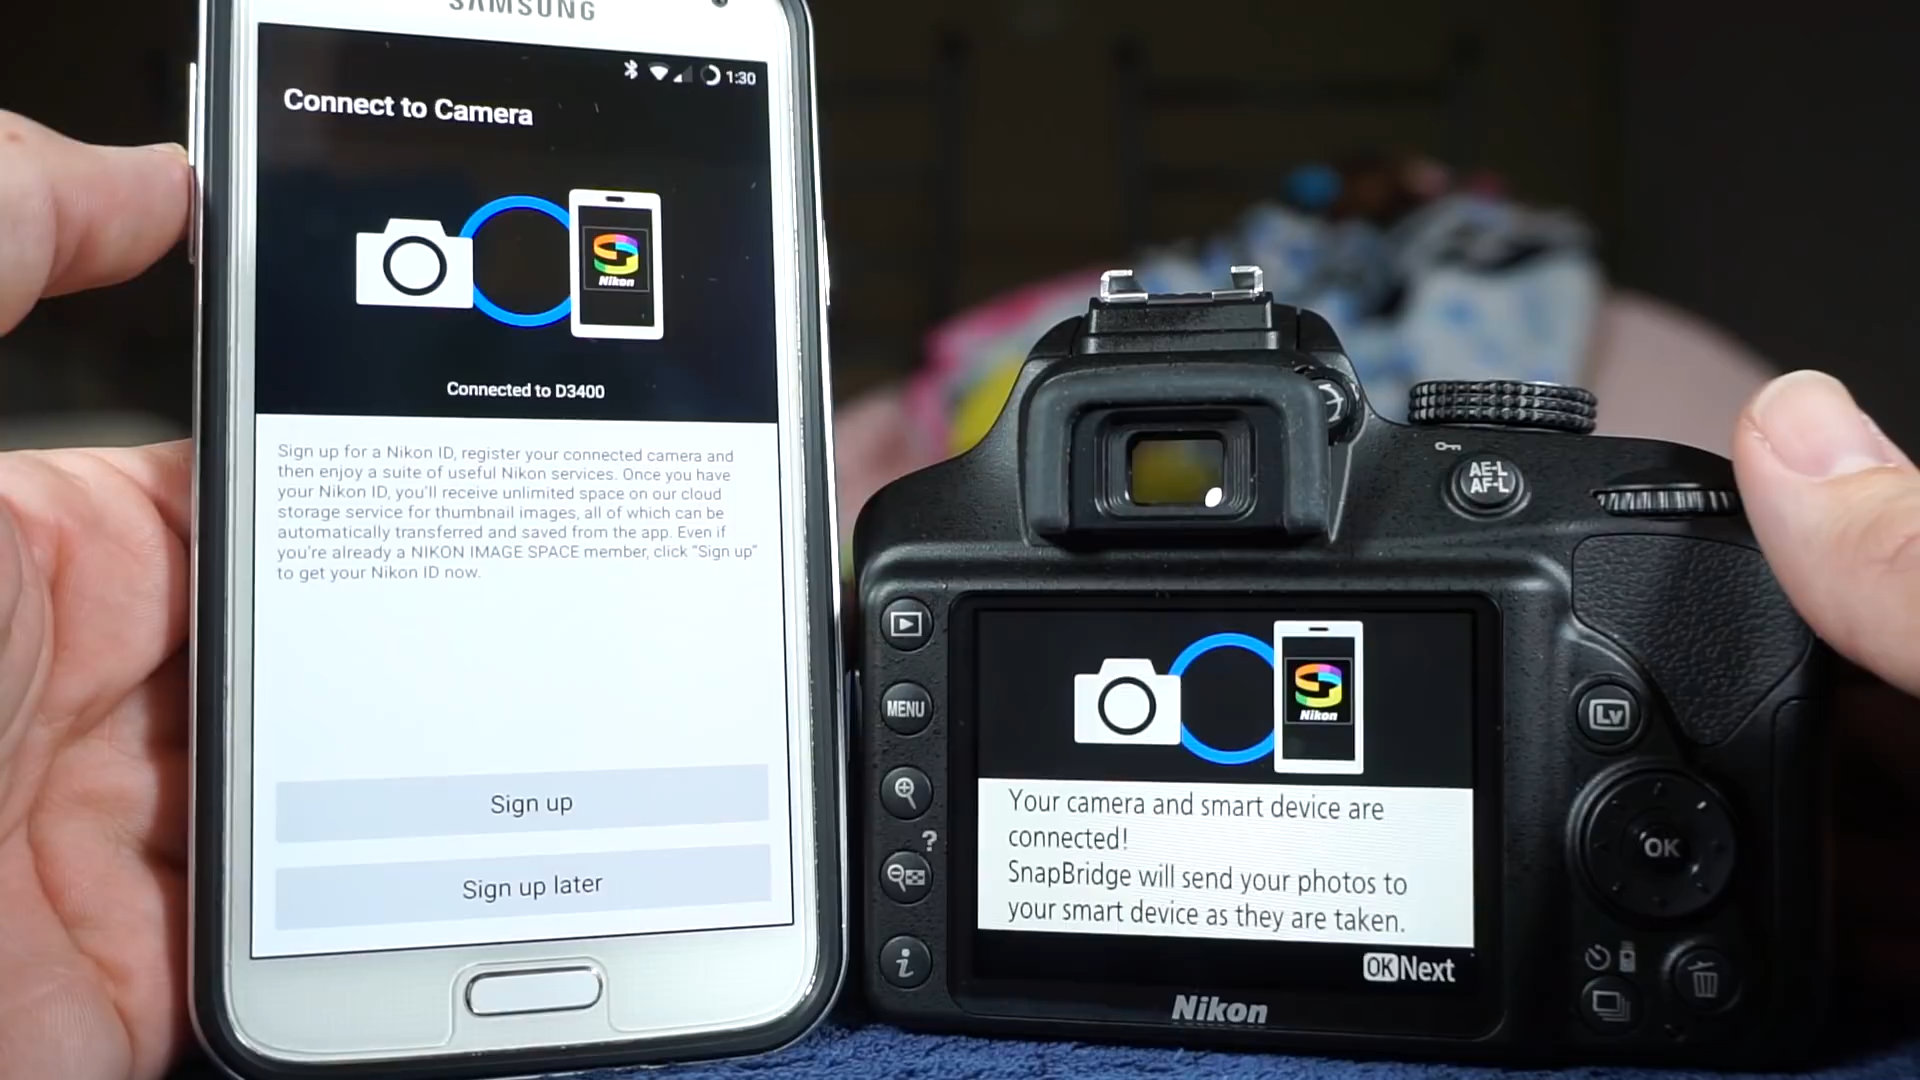 SAMSUNG
1:30
Connect to Camera
Nikon
Connected to D3400
Sign up for a Nikon ID, register your connected camera and
then enjoy a suite of useful Nikon services. Once you have
your Nikon ID, you'll receive unlimited space on our cloud
storage service for thumbnail images, all of which can be
automatically transferred and saved from the app. Even if
you're already a NIKON IMAGE SPACE member, click "Sign up"
to get your Nikon ID now.
Sign up
Sign up later
AE-L
AF-L
MENU
?
i
Nikon
Your camera and smart device are
connected!
SnapBridge will send your photos to
your smart device as they are taken.
OK Next
Nikon
Lv
OK